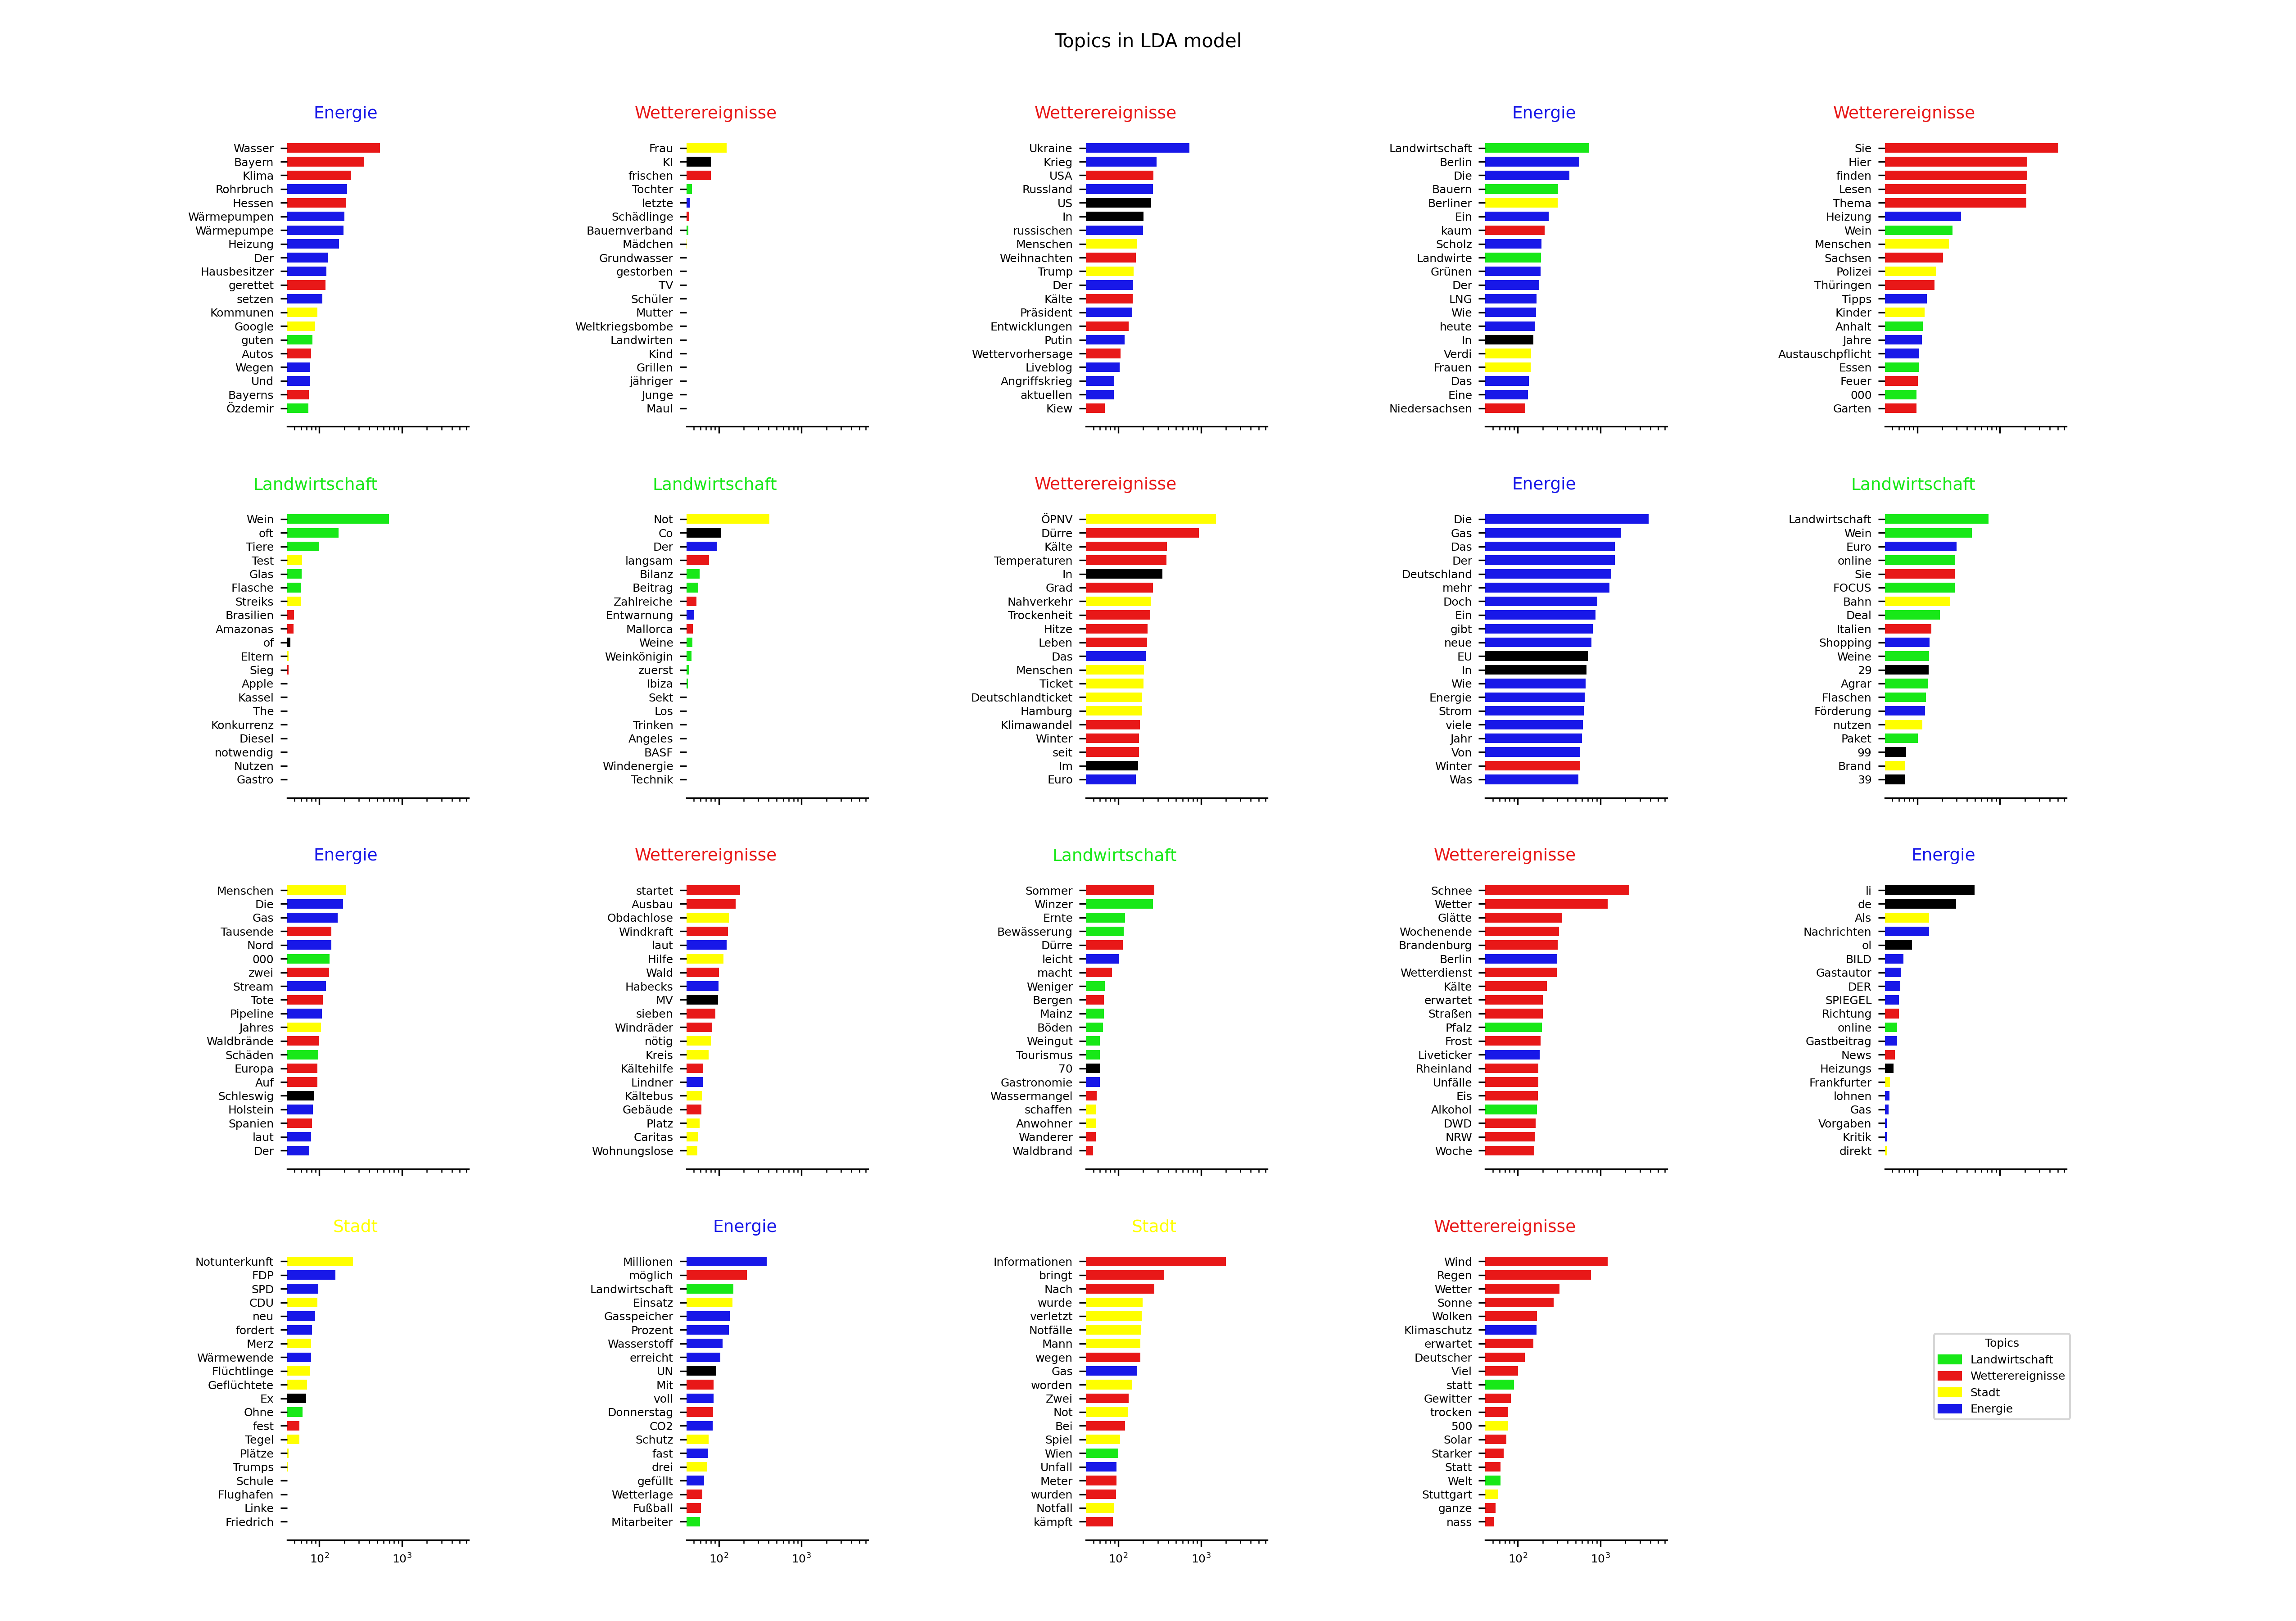 Topics in LDA model
Energie
Wasser
Bayern
Klima
Rohrbruch
Hessen
Wärmepumpen
Wärmepumpe
Heizung
Der
Hausbesitzer
gerettet
setzen
Kommunen
Google
guten
Autos
Wegen
Und
Bayerns
Özdemir
Wetterereignisse
Frau
KI
frischen
Tochter
letzte
Schädlinge
Bauernverband
Mädchen
Grundwasser
gestorben
TV
Schüler
Mutter
Weltkriegsbombe
Landwirten
Kind
Grillen
jähriger
Junge
Maul
Wetterereignisse
Ukraine
Krieg
USA
Russland
US
In
russischen
Menschen
Weihnachten
Trump
Der
Kälte
Präsident
Entwicklungen
Putin
Wettervorhersage
Liveblog
Angriffskrieg
aktuellen
Kiew
Energie
Landwirtschaft
Berlin
Die
Bauern
Berliner
Ein
kaum
Scholz
Landwirte
Grünen
Der
LNG
Wie
heute
In
Verdi
Frauen
Das
Eine
Niedersachsen
Wetterereignisse
Sie
Hier
finden
Lesen
Thema
Heizung
Wein
Menschen
Sachsen
Polizei
Thüringen
Tipps
Kinder
Anhalt
Jahre
Austauschpflicht
Essen
Feuer
000
Garten
Landwirtschaft
Wein
oft
Tiere
Test
Glas
Flasche
Streiks
Brasilien
Amazonas
of
Eltern
Sieg
Apple
Kassel
The
Konkurrenz
Diesel
notwendig
Nutzen
Gastro
Landwirtschaft
Not
Co
Der
langsam
Bilanz
Beitrag
Zahlreiche
Entwarnung
Mallorca
Weine
Weinkönigin
zuerst
Ibiza
Sekt
Los
Trinken
Angeles
BASF
Windenergie
Technik
Wetterereignisse
ÖPNV
Dürre
Kälte
Temperaturen
In
Grad
Nahverkehr
Trockenheit
Hitze
Leben
Das
Menschen
Ticket
Deutschlandticket
Hamburg
Klimawandel
Winter
seit
Im
Euro
Energie
Die
Gas
Das
Der
Deutschland
mehr
Doch
Ein
gibt
neue
EU
In
Wie
Energie
Strom
viele
Jahr
Von
Winter
Was
Landwirtschaft
Landwirtschaft
Wein
Euro
online
Sie
FOCUS
Bahn
Deal
Italien
Shopping
Weine
29
Agrar
Flaschen
Förderung
nutzen
Paket
99
Brand
39
Energie
Menschen
Die
Gas
Tausende
Nord
000
zwei
Stream
Tote
Pipeline
Jahres
Waldbrände
Schäden
Europa
Auf
Schleswig
Holstein
Spanien
laut
Der
Wetterereignisse
startet
Ausbau
Obdachlose
Windkraft
laut
Hilfe
Wald
Habecks
MV
sieben
Windräder
nötig
Kreis
Kältehilfe
Lindner
Kältebus
Gebäude
Platz
Caritas
Wohnungslose
Landwirtschaft
Sommer
Winzer
Ernte
Bewässerung
Dürre
leicht
macht
Weniger
Bergen
Mainz
Böden
Weingut
Tourismus
70
Gastronomie
Wassermangel
schaffen
Anwohner
Wanderer
Waldbrand
Wetterereignisse
Schnee
Wetter
Glätte
Wochenende
Brandenburg
Berlin
Wetterdienst
Kälte
erwartet
Straßen
Pfalz
Frost
Liveticker
Rheinland
Unfälle
Eis
Alkohol
DWD
NRW
Woche
Energie
li
de
Als
Nachrichten
ol
BILD
Gastautor
DER
SPIEGEL
Richtung
online
Gastbeitrag
News
Heizungs
Frankfurter
lohnen
Gas
Vorgaben
Kritik
direkt
Stadt
Notunterkunft
FDP
SPD
CDU
neu
fordert
Merz
Wärmewende
Flüchtlinge
Geflüchtete
Ex
Ohne
fest
Tegel
Plätze
Trumps
Schule
Flughafen
Linke
Friedrich
10² 10³
Energie
Millionen
möglich
Landwirtschaft
Einsatz
Gasspeicher
Prozent
Wasserstoff
erreicht
UN
Mit
voll
Donnerstag
CO2
Schutz
fast
drei
gefüllt
Wetterlage
Fußball
Mitarbeiter
10² 10³
Stadt
Informationen
bringt
Nach
wurde
verletzt
Notfälle
Mann
wegen
Gas
worden
Zwei
Not
Bei
Spiel
Wien
Unfall
Meter
wurden
Notfall
kämpft
10² 10³
Wetterereignisse
Wind
Regen
Wetter
Sonne
Wolken
Klimaschutz
erwartet
Deutscher
Viel
statt
Gewitter
trocken
500
Solar
Starker
Statt
Welt
Stuttgart
ganze
nass
10² 10³
Topics
Landwirtschaft
Wetterereignisse
Stadt
Energie